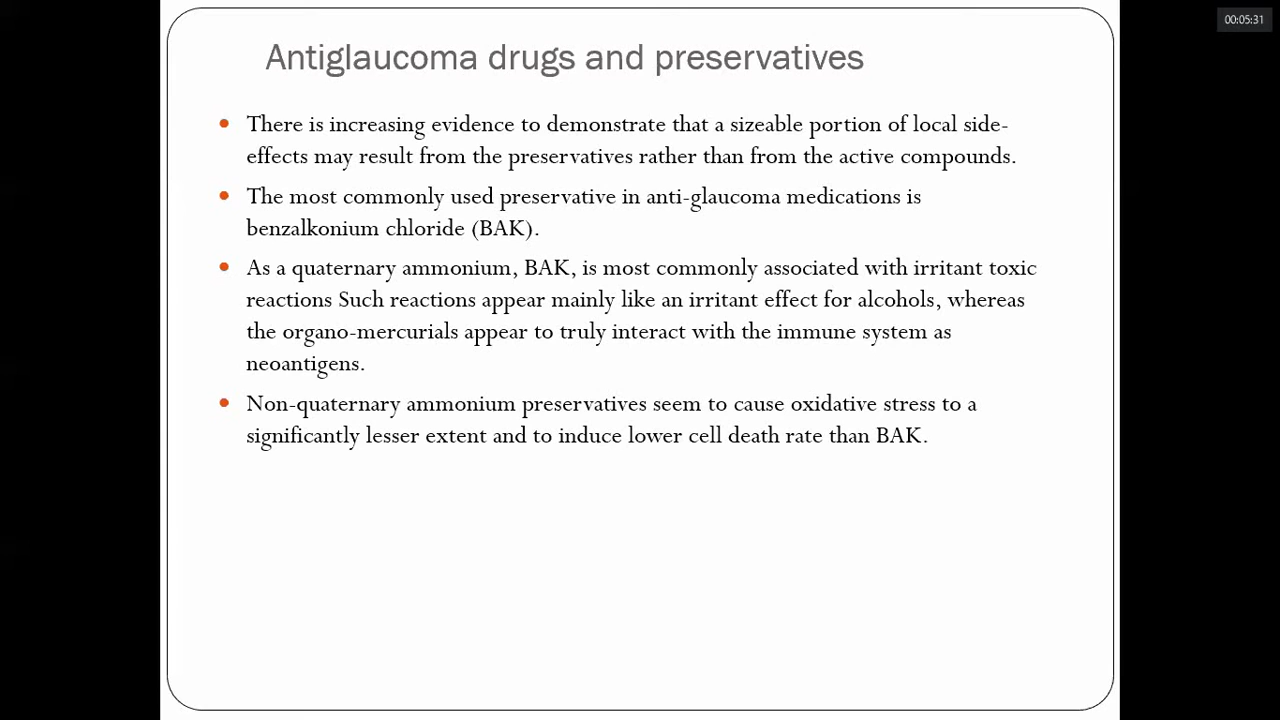 00:05:31
Antiglaucoma drugs and preservatives
• There is increasing evidence to demonstrate that a sizeable portion of local side-
effects may result from the preservatives rather than from the active compounds.
• The most commonly used preservative in anti-glaucoma medications is
benzalkonium chloride (BAK).
• As a quaternary ammonium, BAK, is most commonly associated with irritant toxic
reactions Such reactions appear mainly like an irritant effect for alcohols, whereas
the organo-mercurials appear to truly interact with the immune system as
neoantigens.
• Non-quaternary ammonium preservatives seem to cause oxidative stress to a
significantly lesser extent and to induce lower cell death rate than BAK.